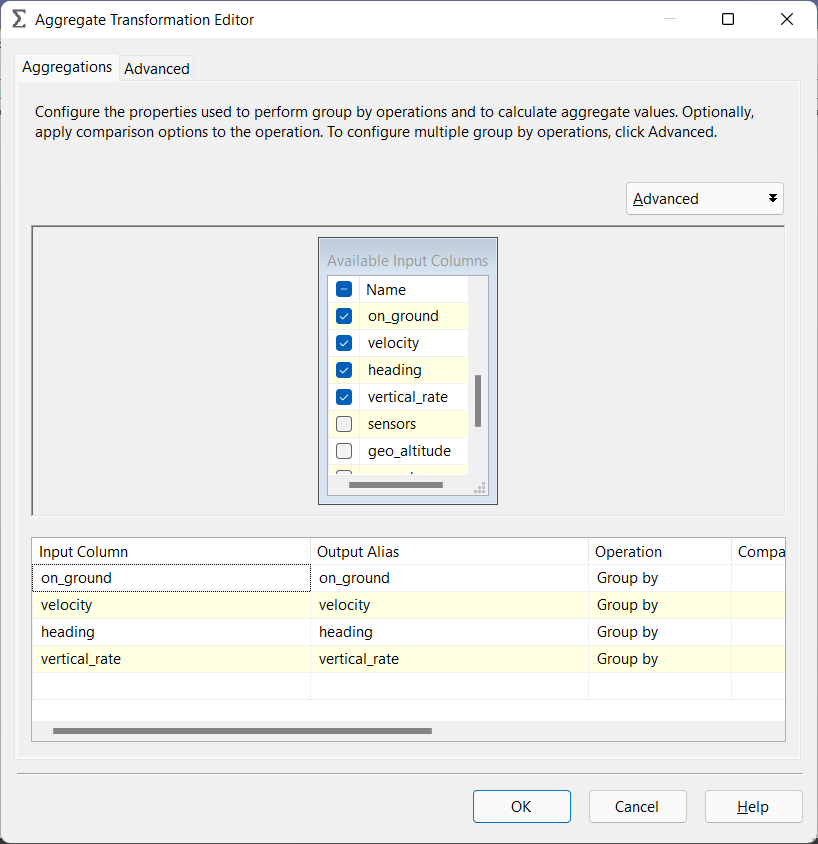 Aggregate Transformation Editor
Aggregations Advanced
Configure the properties used to perform group by operations and to calculate aggregate values. Optionally,
apply comparison options to the operation. To configure multiple group by operations, click Advanced.
Advanced
Available Input Columns
Name
on_ground
velocity
heading
vertical_rate
sensors
geo_altitude
Input Column Output Alias Operation Compa
on_ground on_ground Group by
velocity velocity Group by
heading heading Group by
vertical_rate vertical_rate Group by
OK Cancel Help